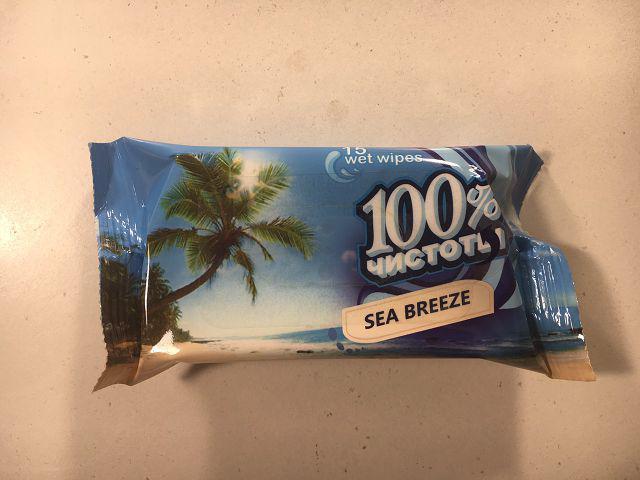 15
wet wipes
100%
чистоты
SEA BREEZE